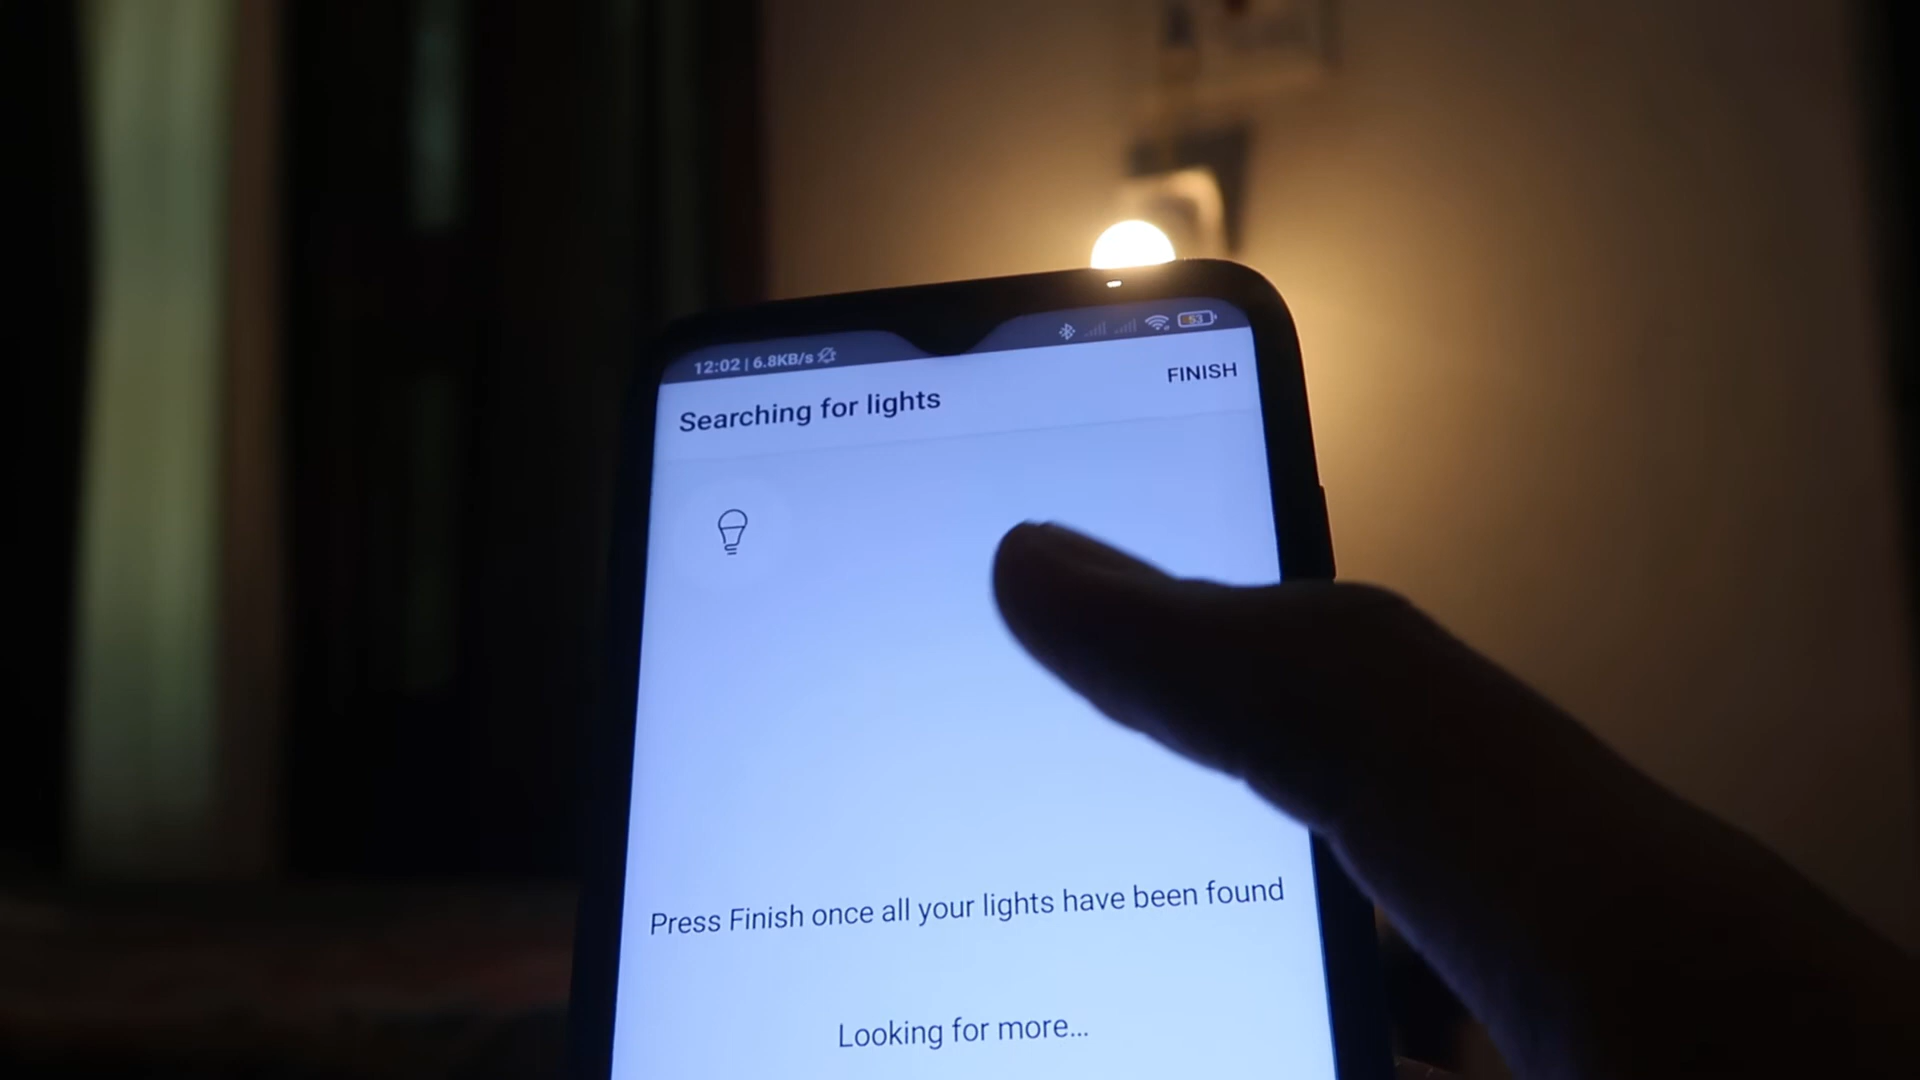 12:02 | 6.8KB/s
53
FINISH
Searching for lights
Press Finish once all your lights have been found
Looking for more...